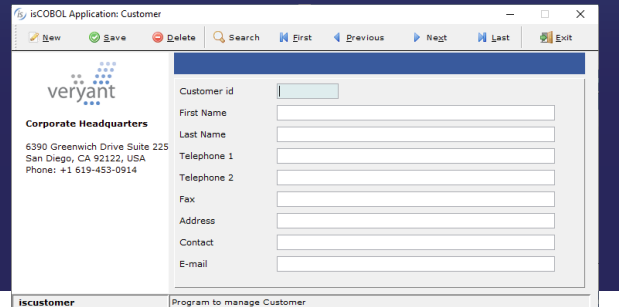 isCOBOL Application: Customer
New Save Delete Search First Previous Next Last Exit
veryant
Corporate Headquarters
6390 Greenwich Drive Suite 225
San Diego, CA 92122, USA
Phone: +1 619-453-0914
Customer id
First Name
Last Name
Telephone 1
Telephone 2
Fax
Address
Contact
E-mail
iscustomer Program to manage Customer